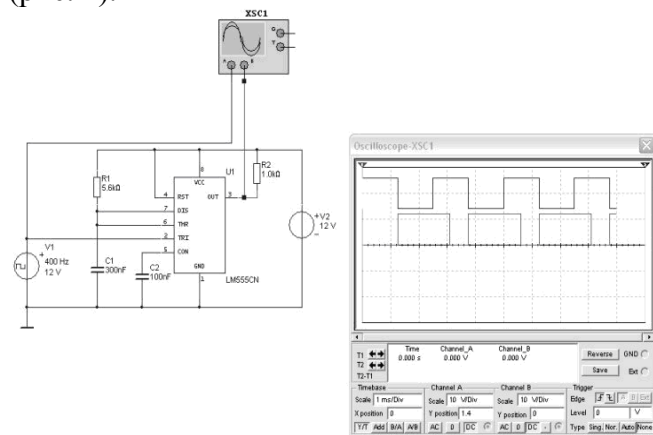 XSC1
G
T
A B
R1
5.6kΩ
8
VCC
U1
R2
1.0kΩ
4 RST OUT 3
7 DIS
6 THR
2 TRI
5 CON
GND
1
LM555CN
V1
400 Hz
12 V
C1
300nF
C2
100nF
V2
12 V
Oscilloscope-XSC1
Time Channel_A Channel_B
T1 0.000 s 0.000 V 0.000 V
T2
T2-T1
Reverse GND
Save Ext
Timebase Channel A Channel B Trigger
Scale 1 ms/Div Scale 10 V/Div Scale 10 V/Div Edge A B Ext
X position 0 Y position 1.4 Y position 0 Level 0 V
Y/T Add B/A A/B AC 0 DC AC 0 DC - Type Sing. Nor. Auto None